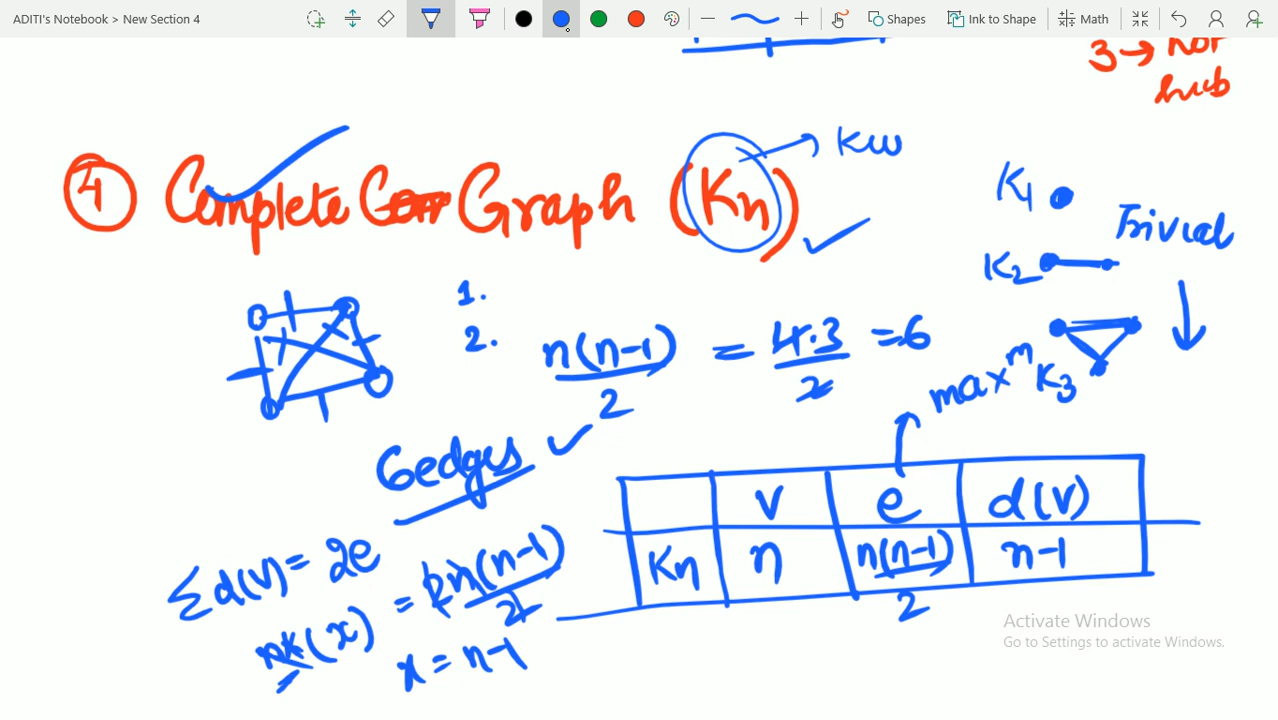 ADITI's Notebook > New Section 4
Shapes
Ink to Shape
Math
3 → Not
hub
④ Complete Graph (Kn)
→ Kω
K1
Trivial
K2
K3
1.
2. n(n-1)/2 = 4·3/2 = 6
max^m
6 edges ✓
V e d(V)
Kn n n(n-1)/2 n-1
Σd(V) = 2e
n*(x) = 2n(n-1)/2
x = n-1
Activate Windows
Go to Settings to activate Windows.